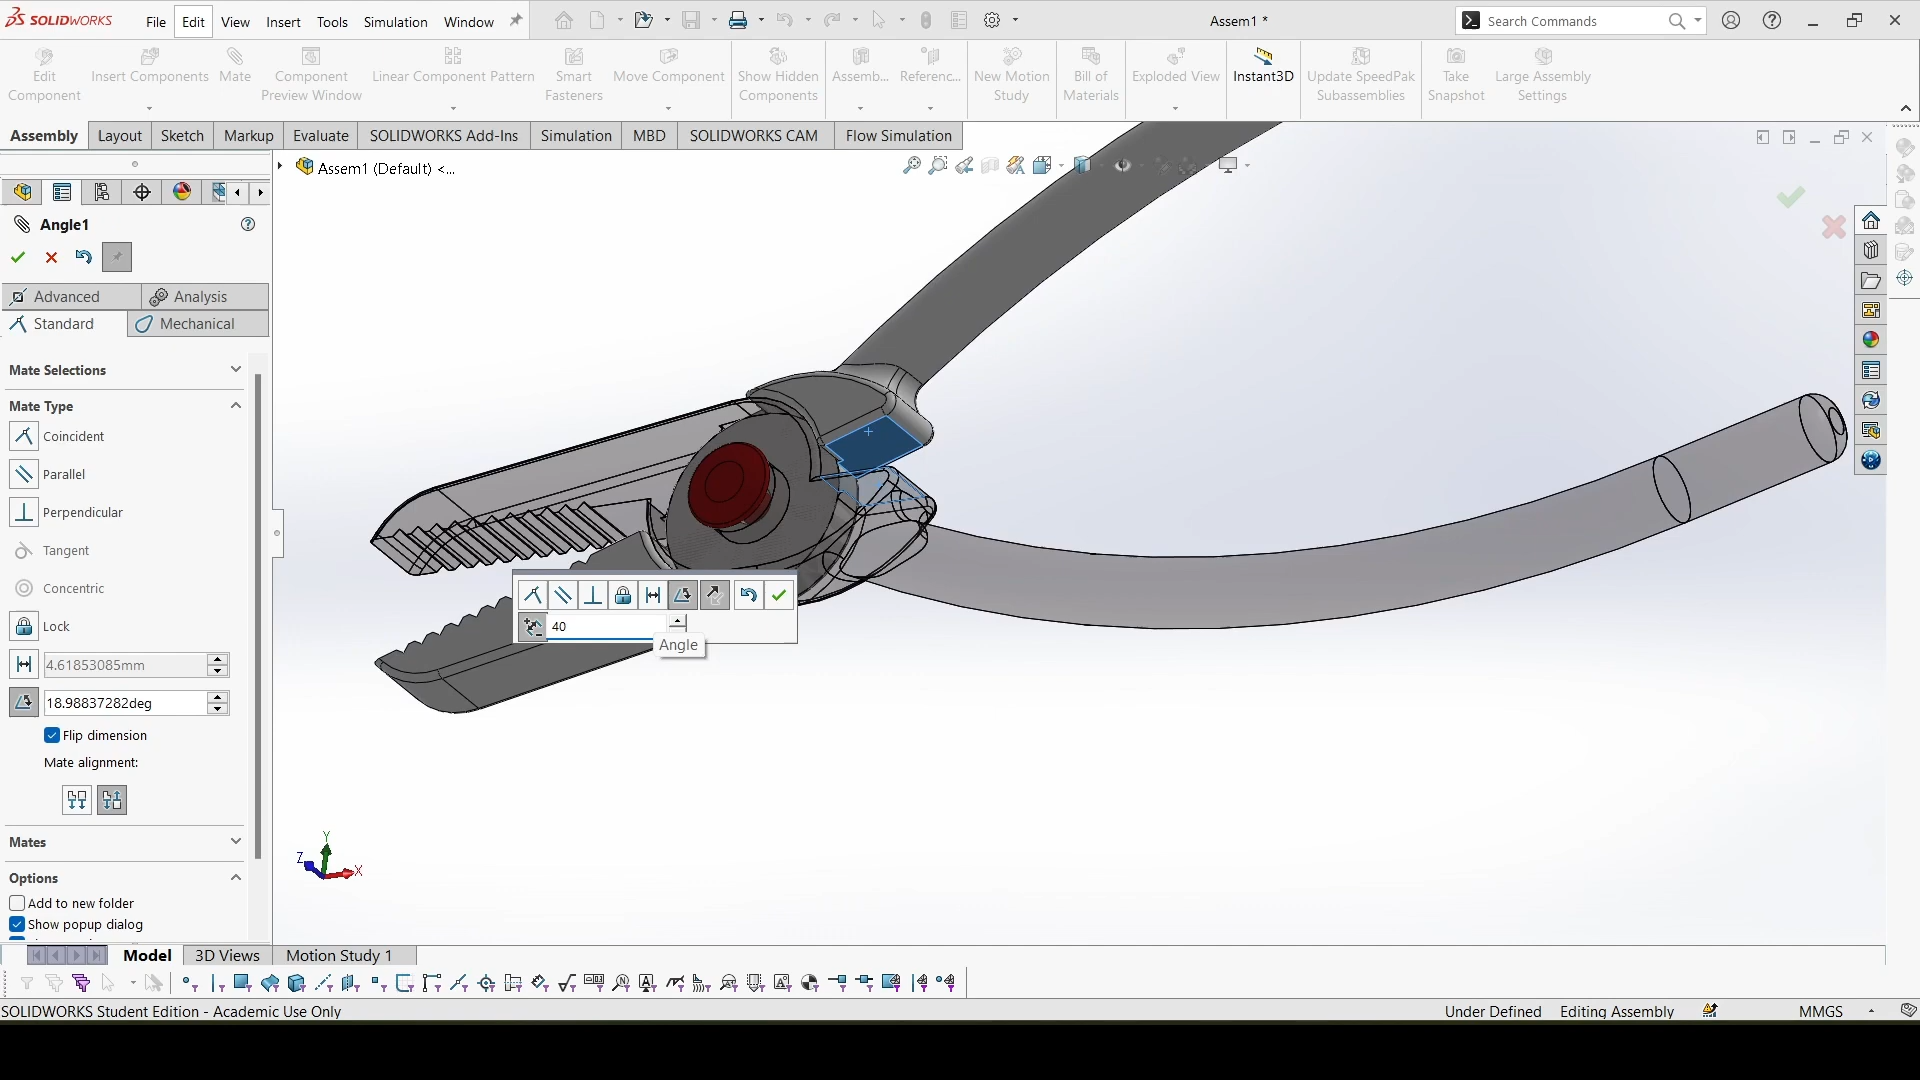 SOLIDWORKS
File Edit View Insert Tools Simulation Window
Assem1 *
Search Commands
Edit Component
Insert Components
Mate
Component Preview Window
Linear Component Pattern
Smart Fasteners
Move Component
Show Hidden Components
Assemb...
Referenc...
New Motion Study
Bill of Materials
Exploded View
Instant3D
Update SpeedPak Subassemblies
Take Snapshot
Large Assembly Settings
Assembly Layout Sketch Markup Evaluate SOLIDWORKS Add-Ins Simulation MBD SOLIDWORKS CAM Flow Simulation
Assem1 (Default) <...
Angle1
Advanced Analysis
Standard Mechanical
Mate Selections
Mate Type
Coincident
Parallel
Perpendicular
Tangent
Concentric
Lock
4.61853085mm
18.98837282deg
Flip dimension
Mate alignment:
Mates
Options
Add to new folder
Show popup dialog
40
Angle
Y
Z
X
Model 3D Views Motion Study 1
SOLIDWORKS Student Edition - Academic Use Only
Under Defined Editing Assembly MMGS